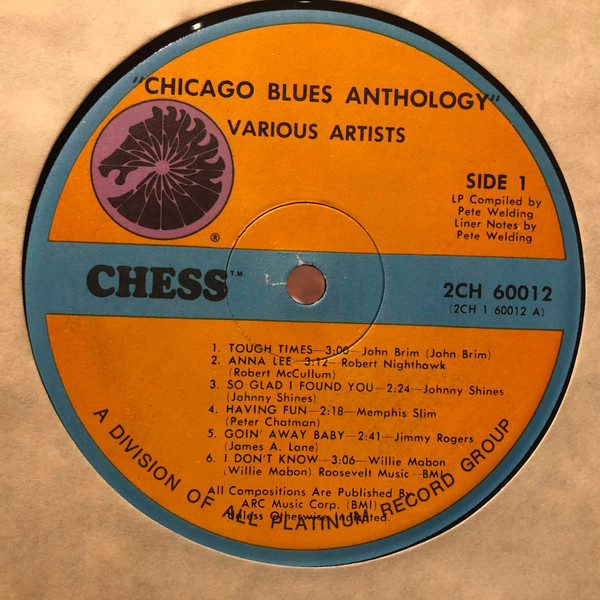 "CHICAGO BLUES ANTHOLOGY"
VARIOUS ARTISTS
SIDE 1
LP Compiled by
Pete Welding
Liner Notes by
Pete Welding
®
CHESS T.M.
2CH 60012
(2CH 1 60012 A)
1. TOUGH TIMES—3:00—John Brim (John Brim)
2. ANNA LEE—3:12—Robert Nighthawk
(Robert McCullum)
3. SO GLAD I FOUND YOU—2:24—Johnny Shines
(Johnny Shines)
4. HAVING FUN—2:18—Memphis Slim
(Peter Chatman)
5. GOIN' AWAY BABY—2:41—Jimmy Rogers
(James A. Lane)
6. I DON'T KNOW—3:06—Willie Mabon
(Willie Mabon) Roosevelt Music—BMI
All Compositions Are Published By
ARC Music Corp. (BMI)
Unless Otherwise Indicated.
A DIVISION OF ALL PLATINUM RECORD GROUP